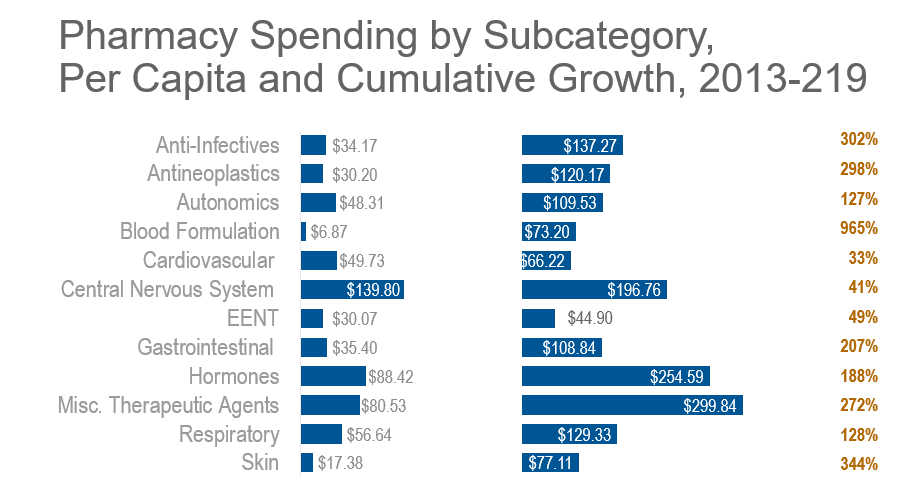 Pharmacy Spending by Subcategory,
Per Capita and Cumulative Growth, 2013-219
Anti-Infectives $34.17 $137.27 302%
Antineoplastics $30.20 $120.17 298%
Autonomics $48.31 $109.53 127%
Blood Formulation $6.87 $73.20 965%
Cardiovascular $49.73 $66.22 33%
Central Nervous System $139.80 $196.76 41%
EENT $30.07 $44.90 49%
Gastrointestinal $35.40 $108.84 207%
Hormones $88.42 $254.59 188%
Misc. Therapeutic Agents $80.53 $299.84 272%
Respiratory $56.64 $129.33 128%
Skin $17.38 $77.11 344%